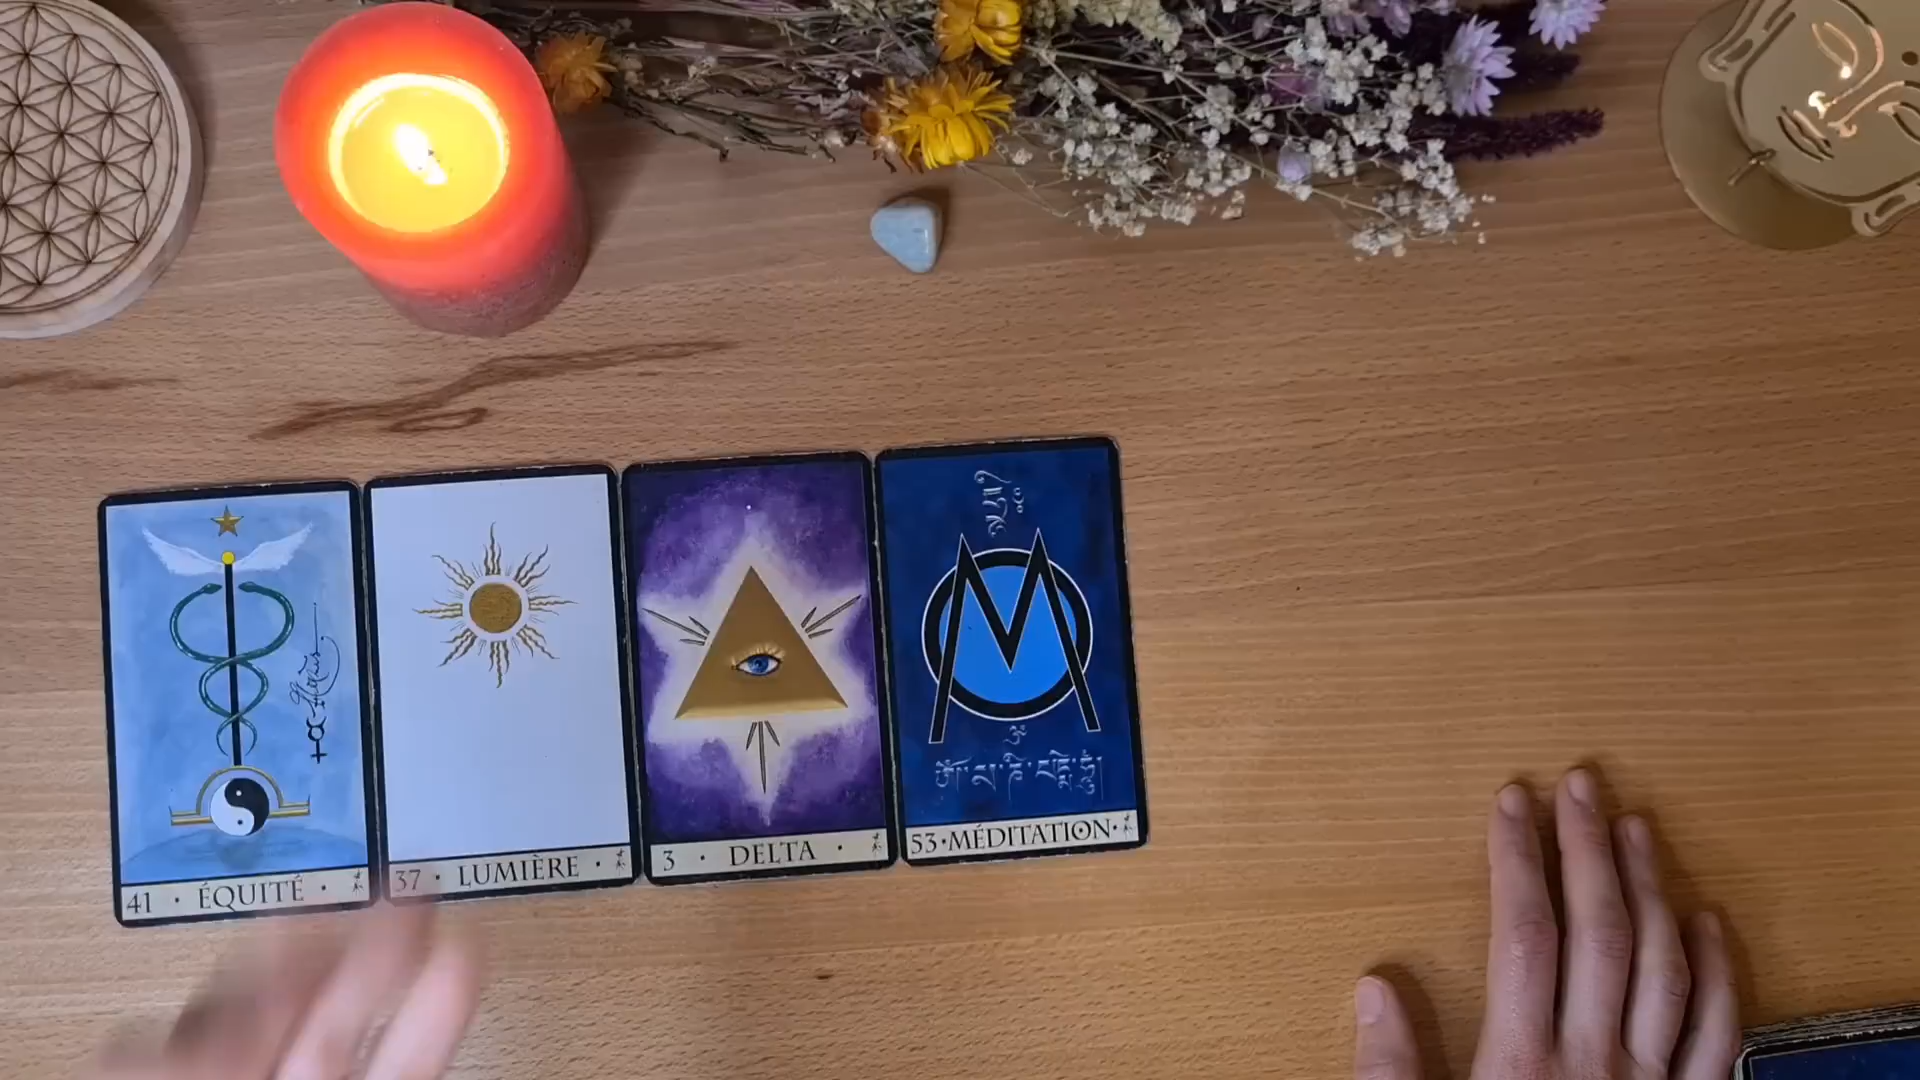 41 · ÉQUITÉ ·
37 · LUMIÈRE ·
3 · DELTA ·
53·MÉDITATION·